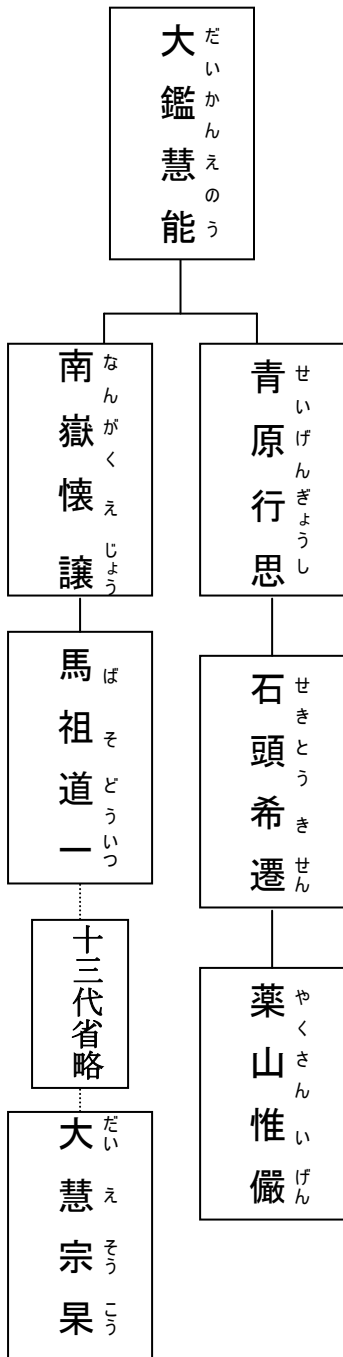 大鑑慧能
だいかんえのう
青原行思
せいげんぎょうし
石頭希遷
せきとうきせん
薬山惟儼
やくさんいげん
南嶽懐譲
なんがくえじょう
馬祖道一
ばそどういつ
十三代省略
大慧宗杲
だいえそうこう